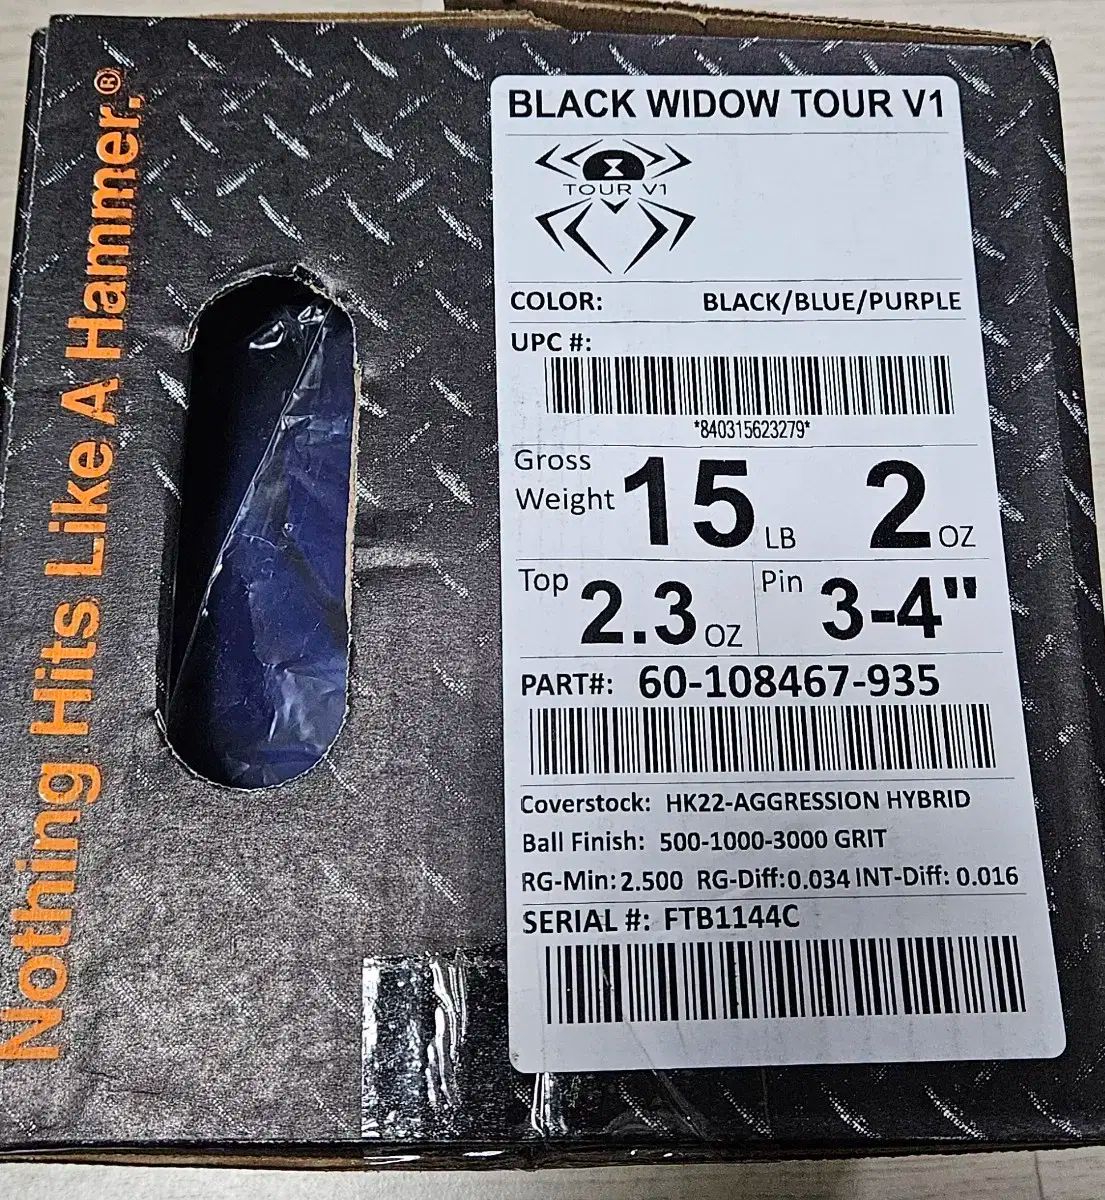 Nothing Hits Like A Hammer.®
BLACK WIDOW TOUR V1
TOUR V1
COLOR: BLACK/BLUE/PURPLE
UPC #:
*840315623279*
Gross Weight 15 LB 2 OZ
Top 2.3 OZ Pin 3-4"
PART#: 60-108467-935
Coverstock: HK22-AGGRESSION HYBRID
Ball Finish: 500-1000-3000 GRIT
RG-Min: 2.500 RG-Diff: 0.034 INT-Diff: 0.016
SERIAL #: FTB1144C